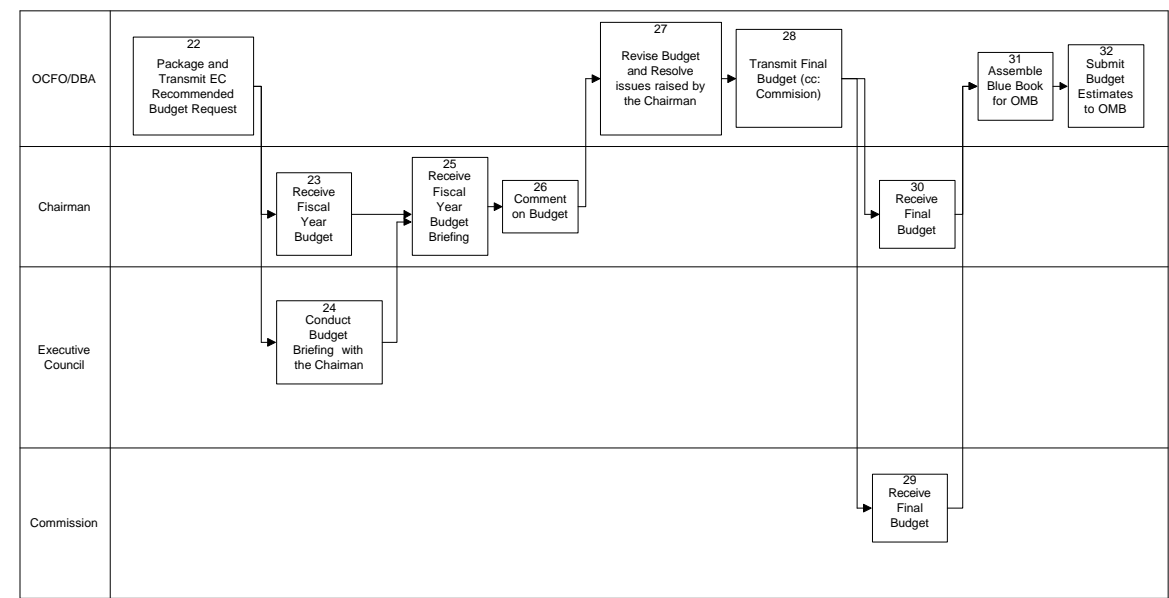 OCFO/DBA
22
Package and
Transmit EC
Recommended
Budget Request
27
Revise Budget
and Resolve
issues raised by
the Chairman
28
Transmit Final
Budget (cc:
Commision)
31
Assemble
Blue Book
for OMB
32
Submit
Budget
Estimates
to OMB
Chairman
23
Receive
Fiscal
Year
Budget
25
Receive
Fiscal
Year
Budget
Briefing
26
Comment
on Budget
30
Receive
Final
Budget
Executive
Council
24
Conduct
Budget
Briefing with
the Chaiman
Commission
29
Receive
Final
Budget